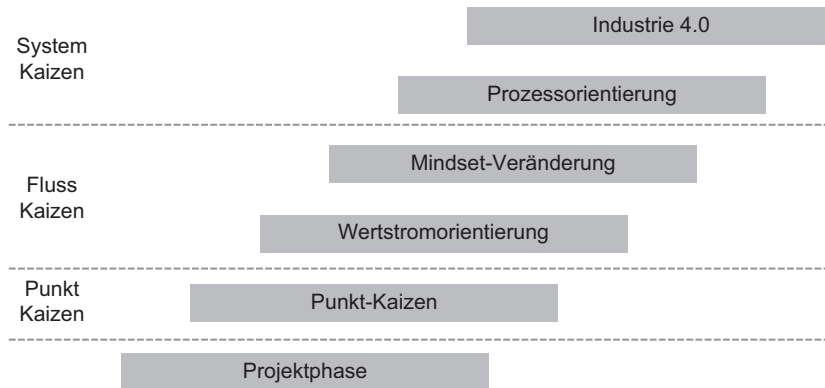 System
Kaizen
Industrie 4.0
Prozessorientierung
Fluss
Kaizen
Mindset-Veränderung
Wertstromorientierung
Punkt
Kaizen
Punkt-Kaizen
Projektphase